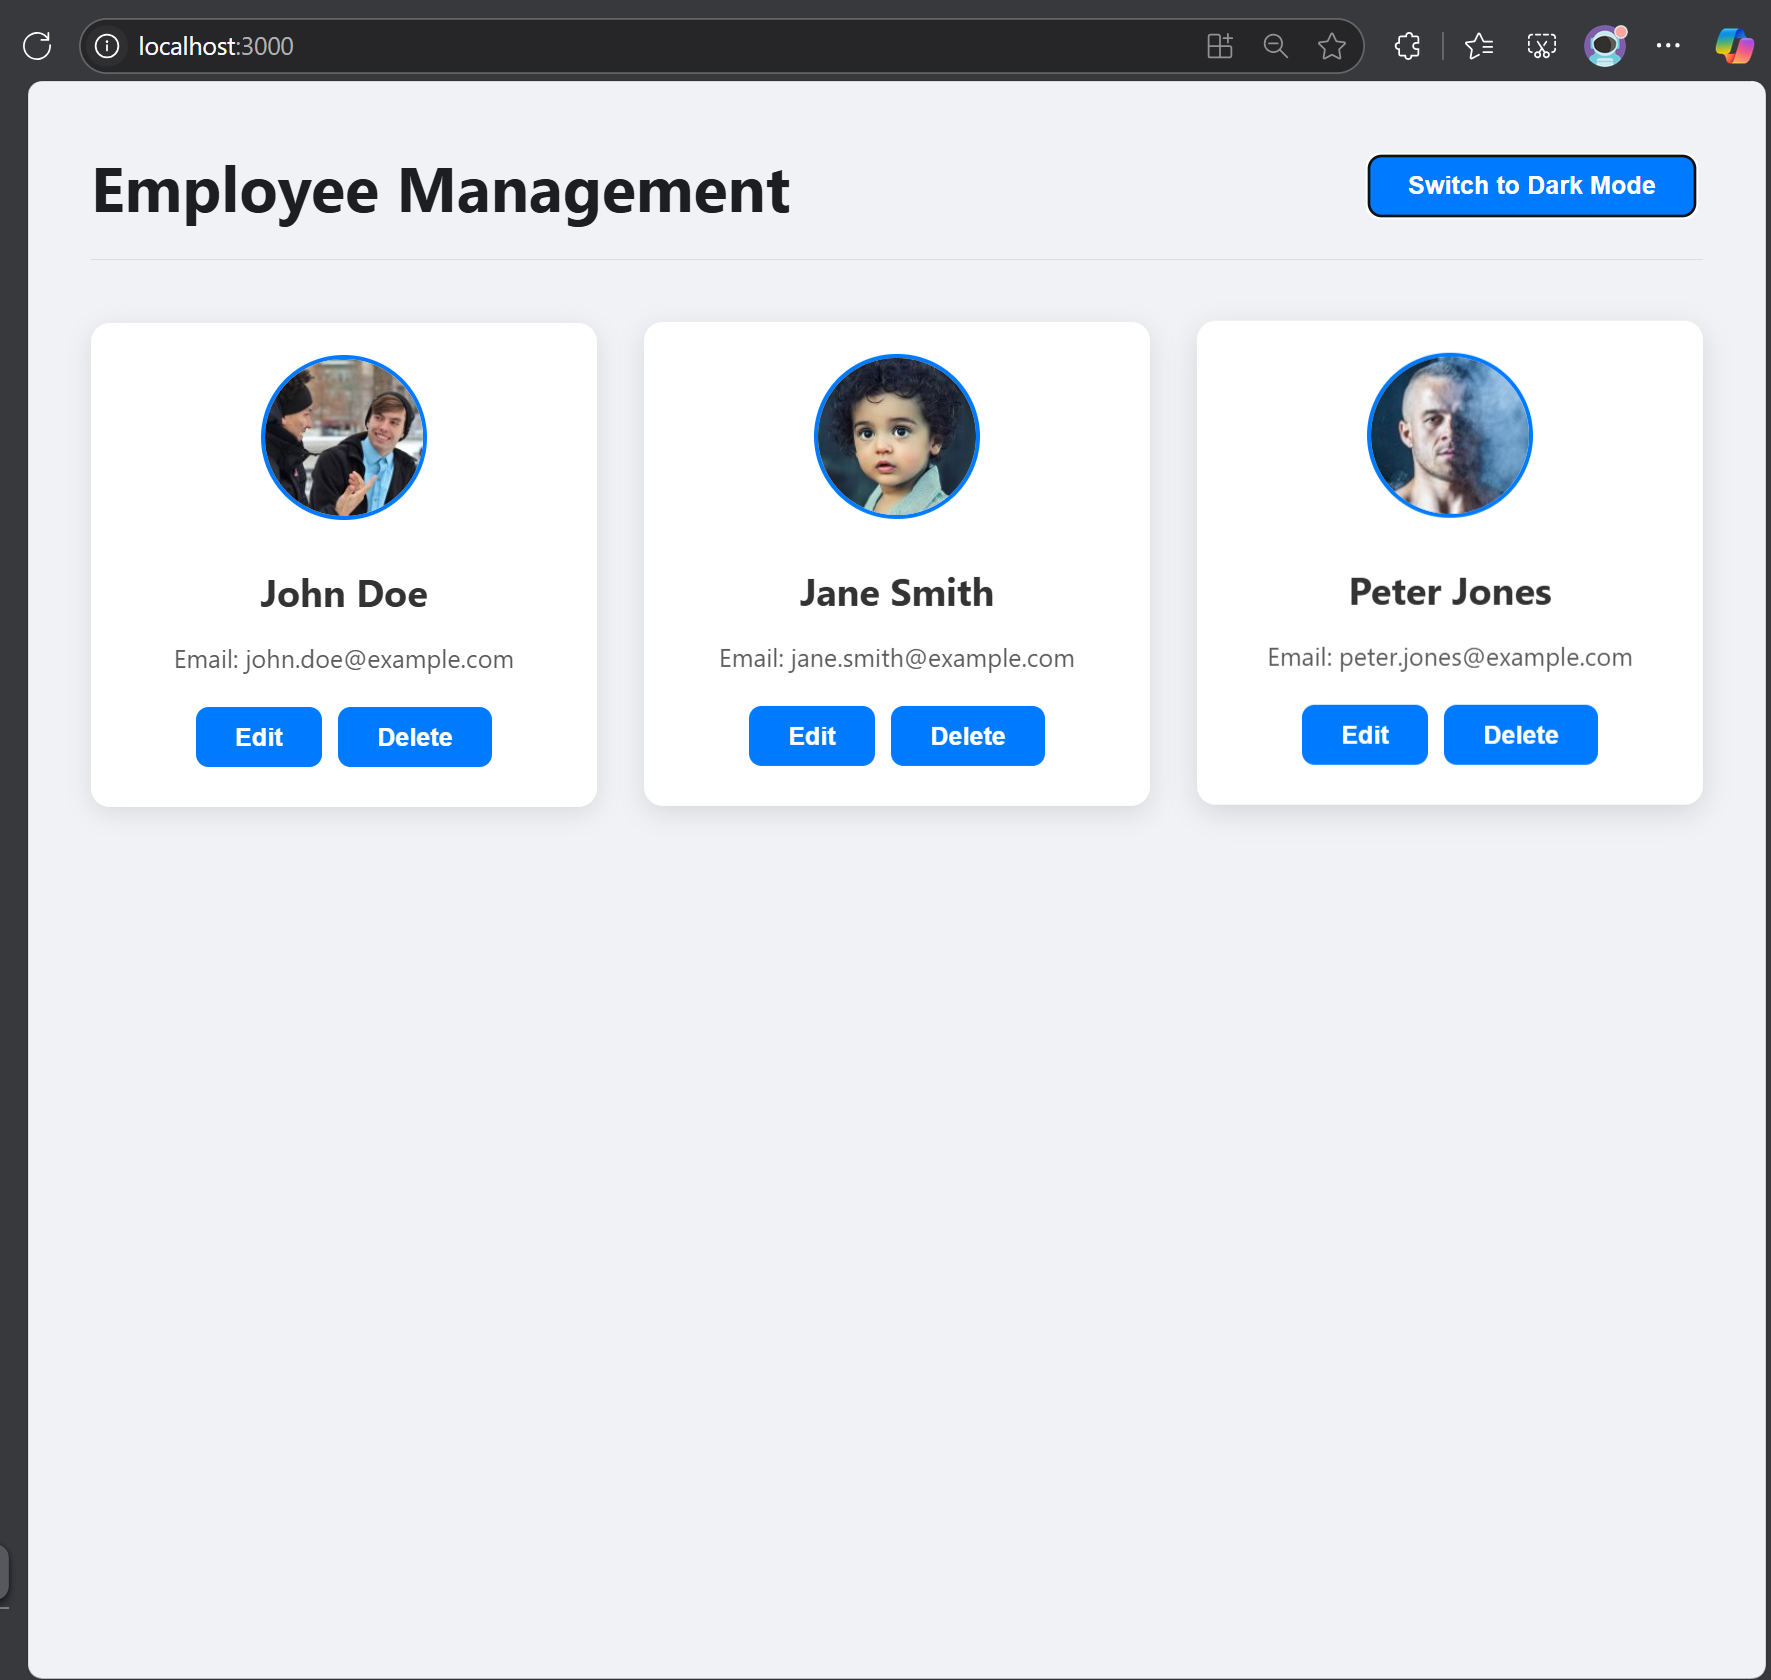 localhost:3000
Employee Management
Switch to Dark Mode
John Doe
Email: john.doe@example.com
Edit
Delete
Jane Smith
Email: jane.smith@example.com
Edit
Delete
Peter Jones
Email: peter.jones@example.com
Edit
Delete